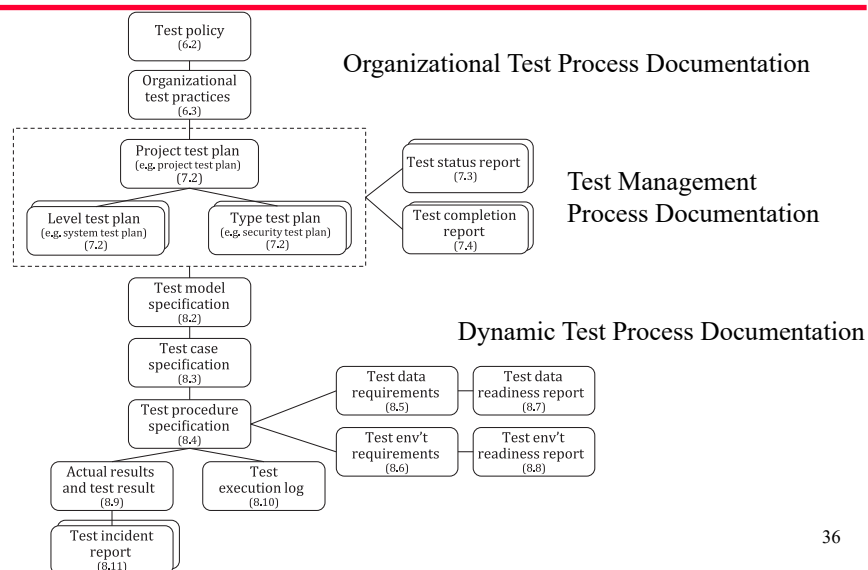 Test policy
(6.2)
Organizational Test Process Documentation
Organizational
test practices
(6.3)
Project test plan
(e.g. project test plan)
(7.2)
Level test plan
(e.g. system test plan)
(7.2)
Type test plan
(e.g. security test plan)
(7.2)
Test status report
(7.3)
Test completion
report
(7.4)
Test Management
Process Documentation
Test model
specification
(8.2)
Dynamic Test Process Documentation
Test case
specification
(8.3)
Test procedure
specification
(8.4)
Test data
requirements
(8.5)
Test data
readiness report
(8.7)
Test env't
requirements
(8.6)
Test env't
readiness report
(8.8)
Actual results
and test result
(8.9)
Test
execution log
(8.10)
Test incident
report
(8.11)
36